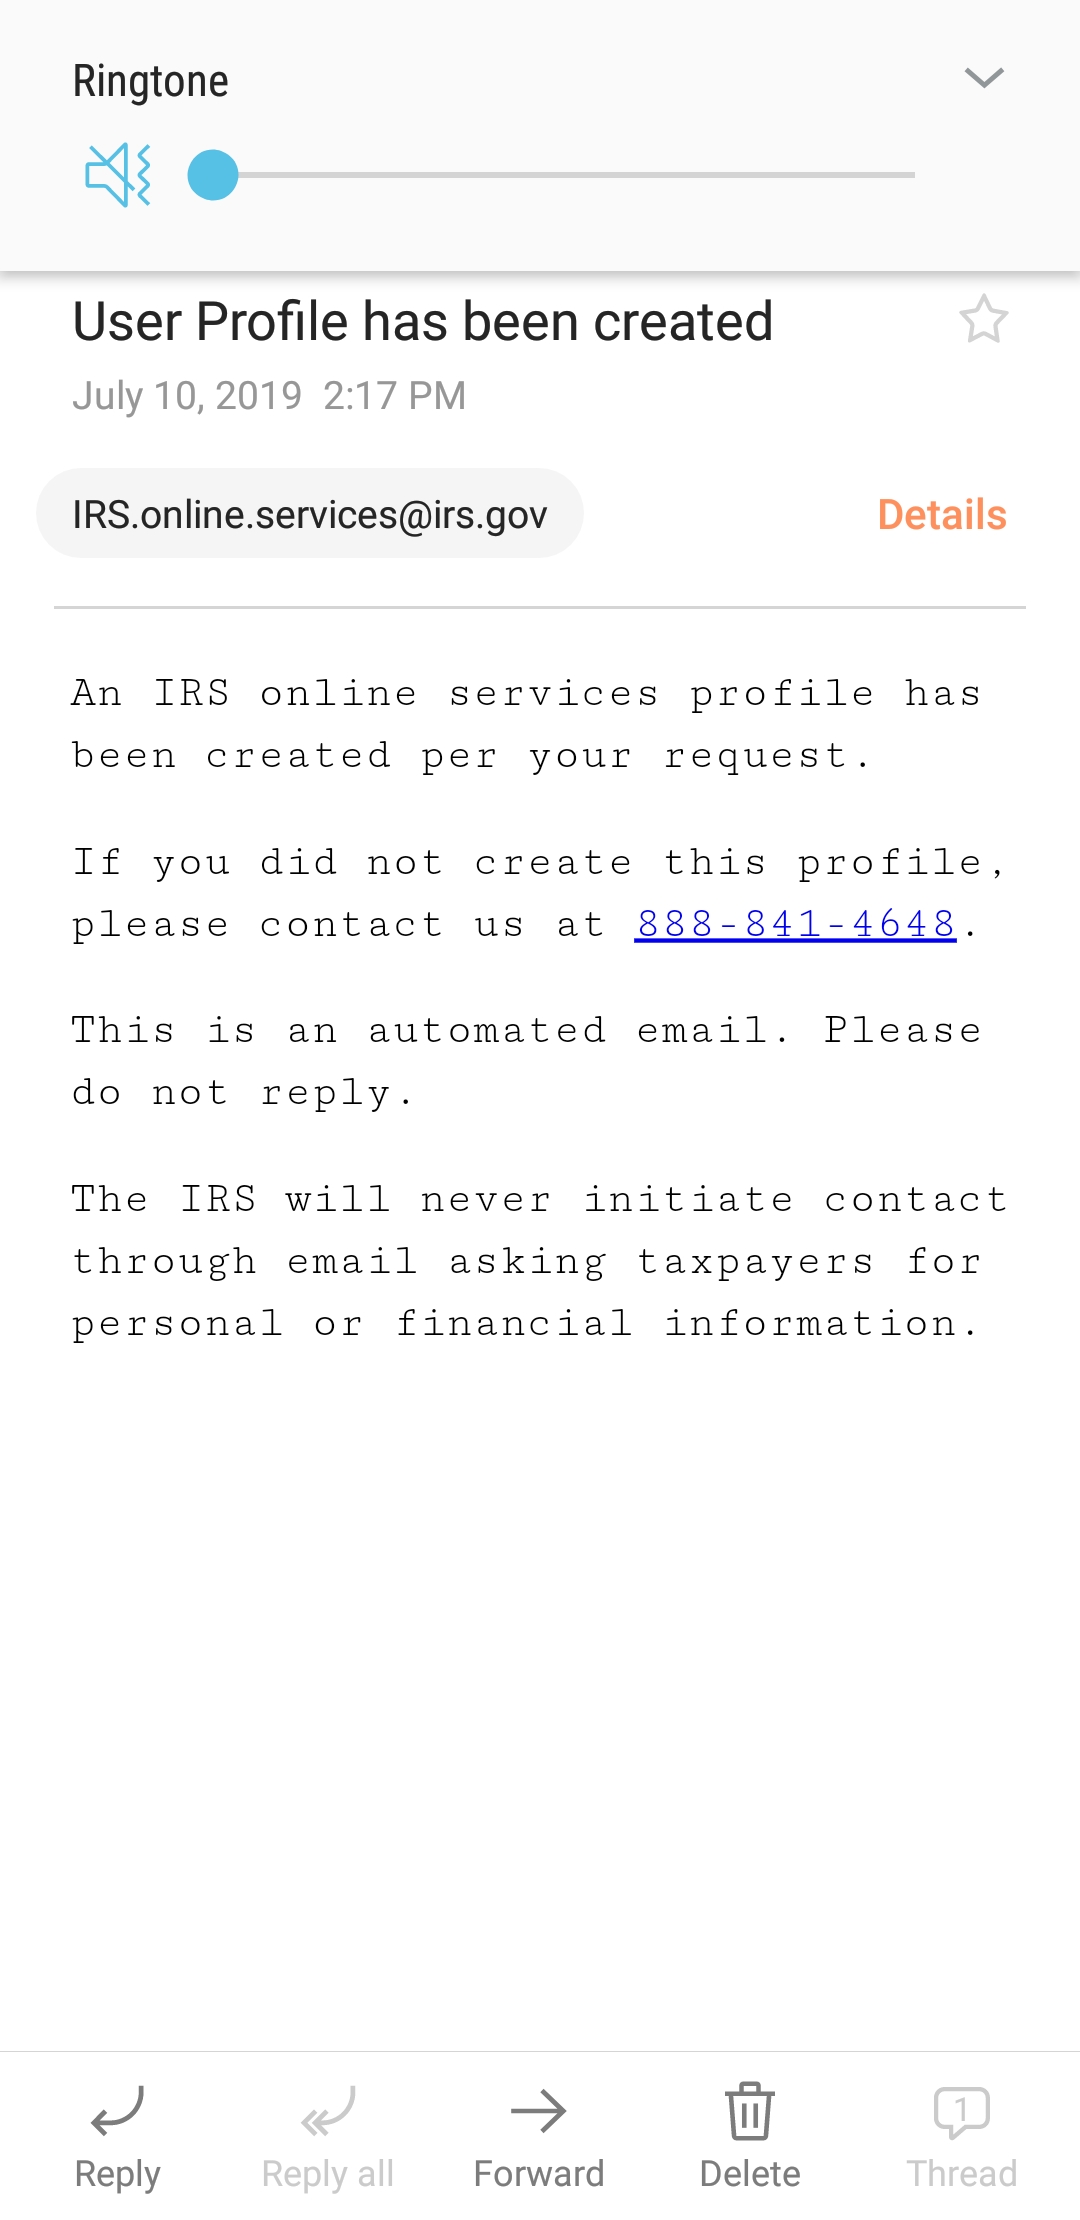 Ringtone
User Profile has been created
July 10, 2019 2:17 PM
IRS.online.services@irs.gov
Details
An IRS online services profile has
been created per your request.
If you did not create this profile,
please contact us at 888-841-4648.
This is an automated email. Please
do not reply.
The IRS will never initiate contact
through email asking taxpayers for
personal or financial information.
Reply
Reply all
Forward
Delete
1
Thread